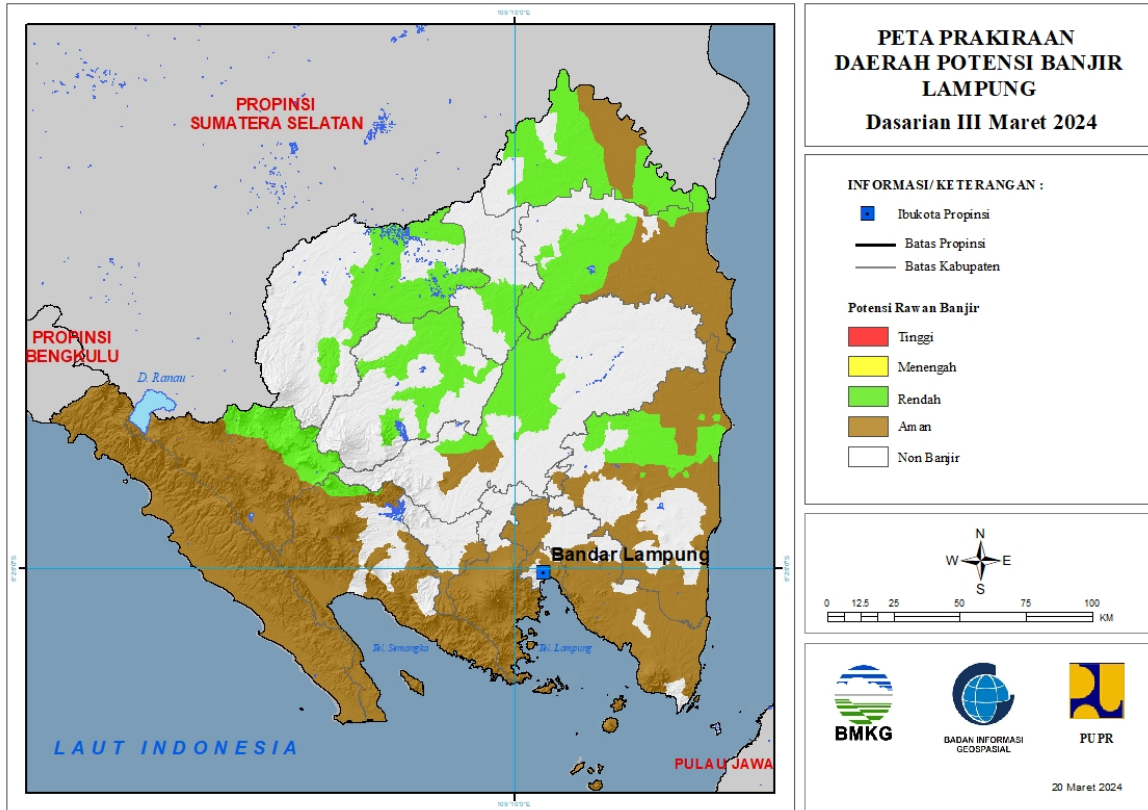 PETA PRAKIRAAN
DAERAH POTENSI BANJIR
LAMPUNG
Dasarian III Maret 2024
INFORMASI/KETERANGAN :
Ibukota Propinsi
Batas Propinsi
Batas Kabupaten
Potensi Rawan Banjir
Tinggi
Menengah
Rendah
Aman
Non Banjir
N
W
E
S
0 12.5 25 50 75 100
KM
BMKG
BADAN INFORMASI
GEOSPASIAL
PUPR
20 Maret 2024
PROPINSI
SUMATERA SELATAN
PROPINSI
BENGKULU
D. Ranau
Bandar Lampung
Tel. Semangka
Tel. Lampung
LAUT INDONESIA
PULAU JAWA